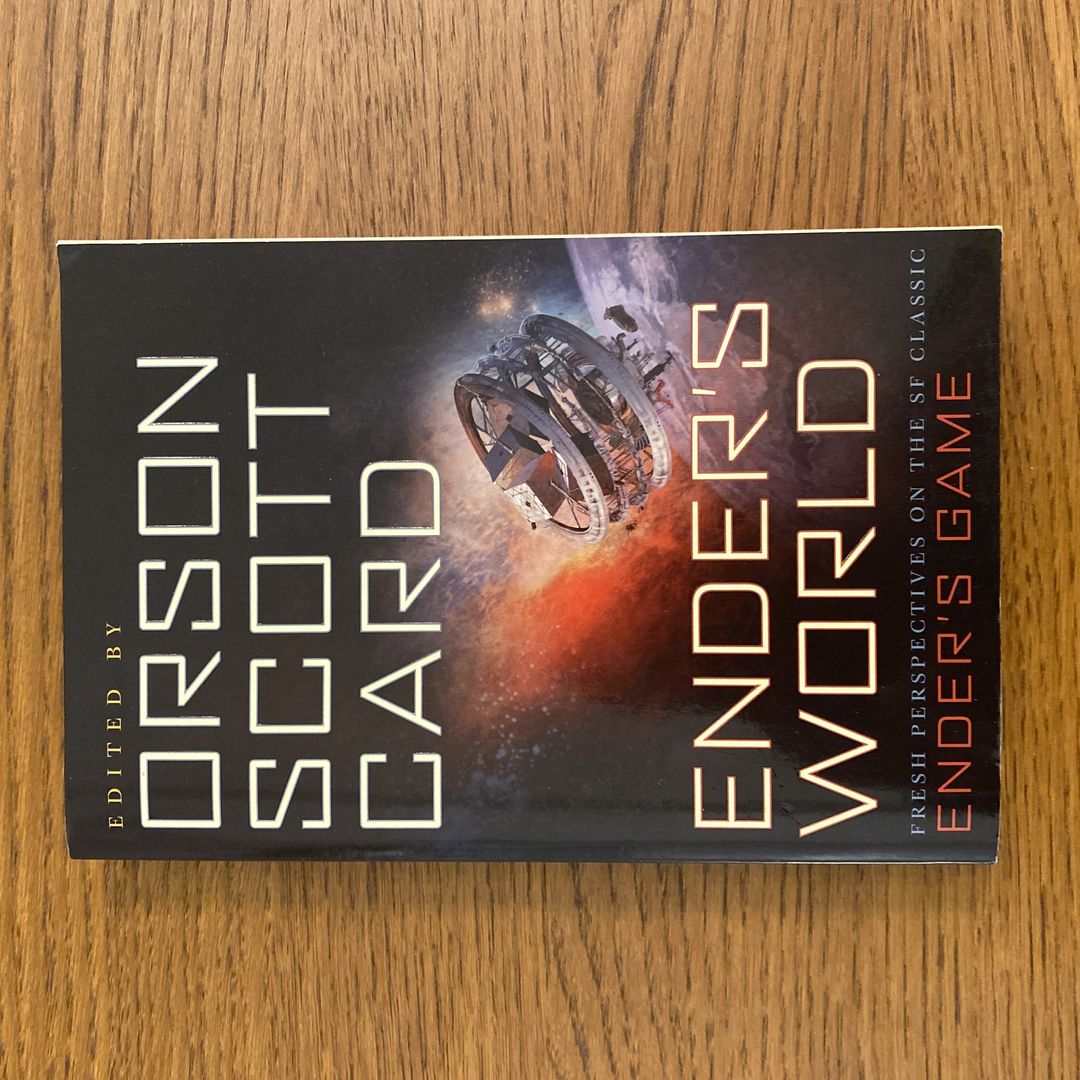 EDITED BY
ORSON
SCOTT
CARD
ENDER'S
WORLD
FRESH PERSPECTIVES ON THE SF CLASSIC
ENDER'S GAME